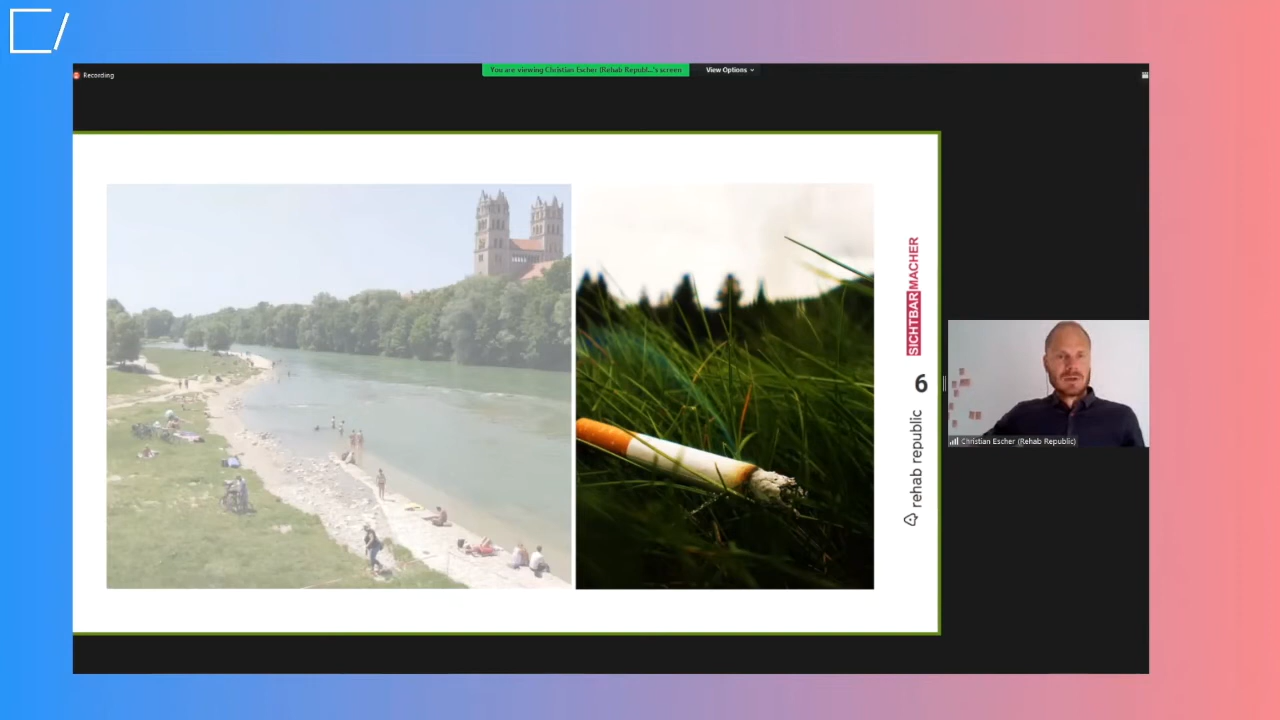 Recording
You are viewing Christian Escher (Rehab Republ...'s screen
View Options
SICHTBARMACHER
6
rehab republic
Christian Escher (Rehab Republic)